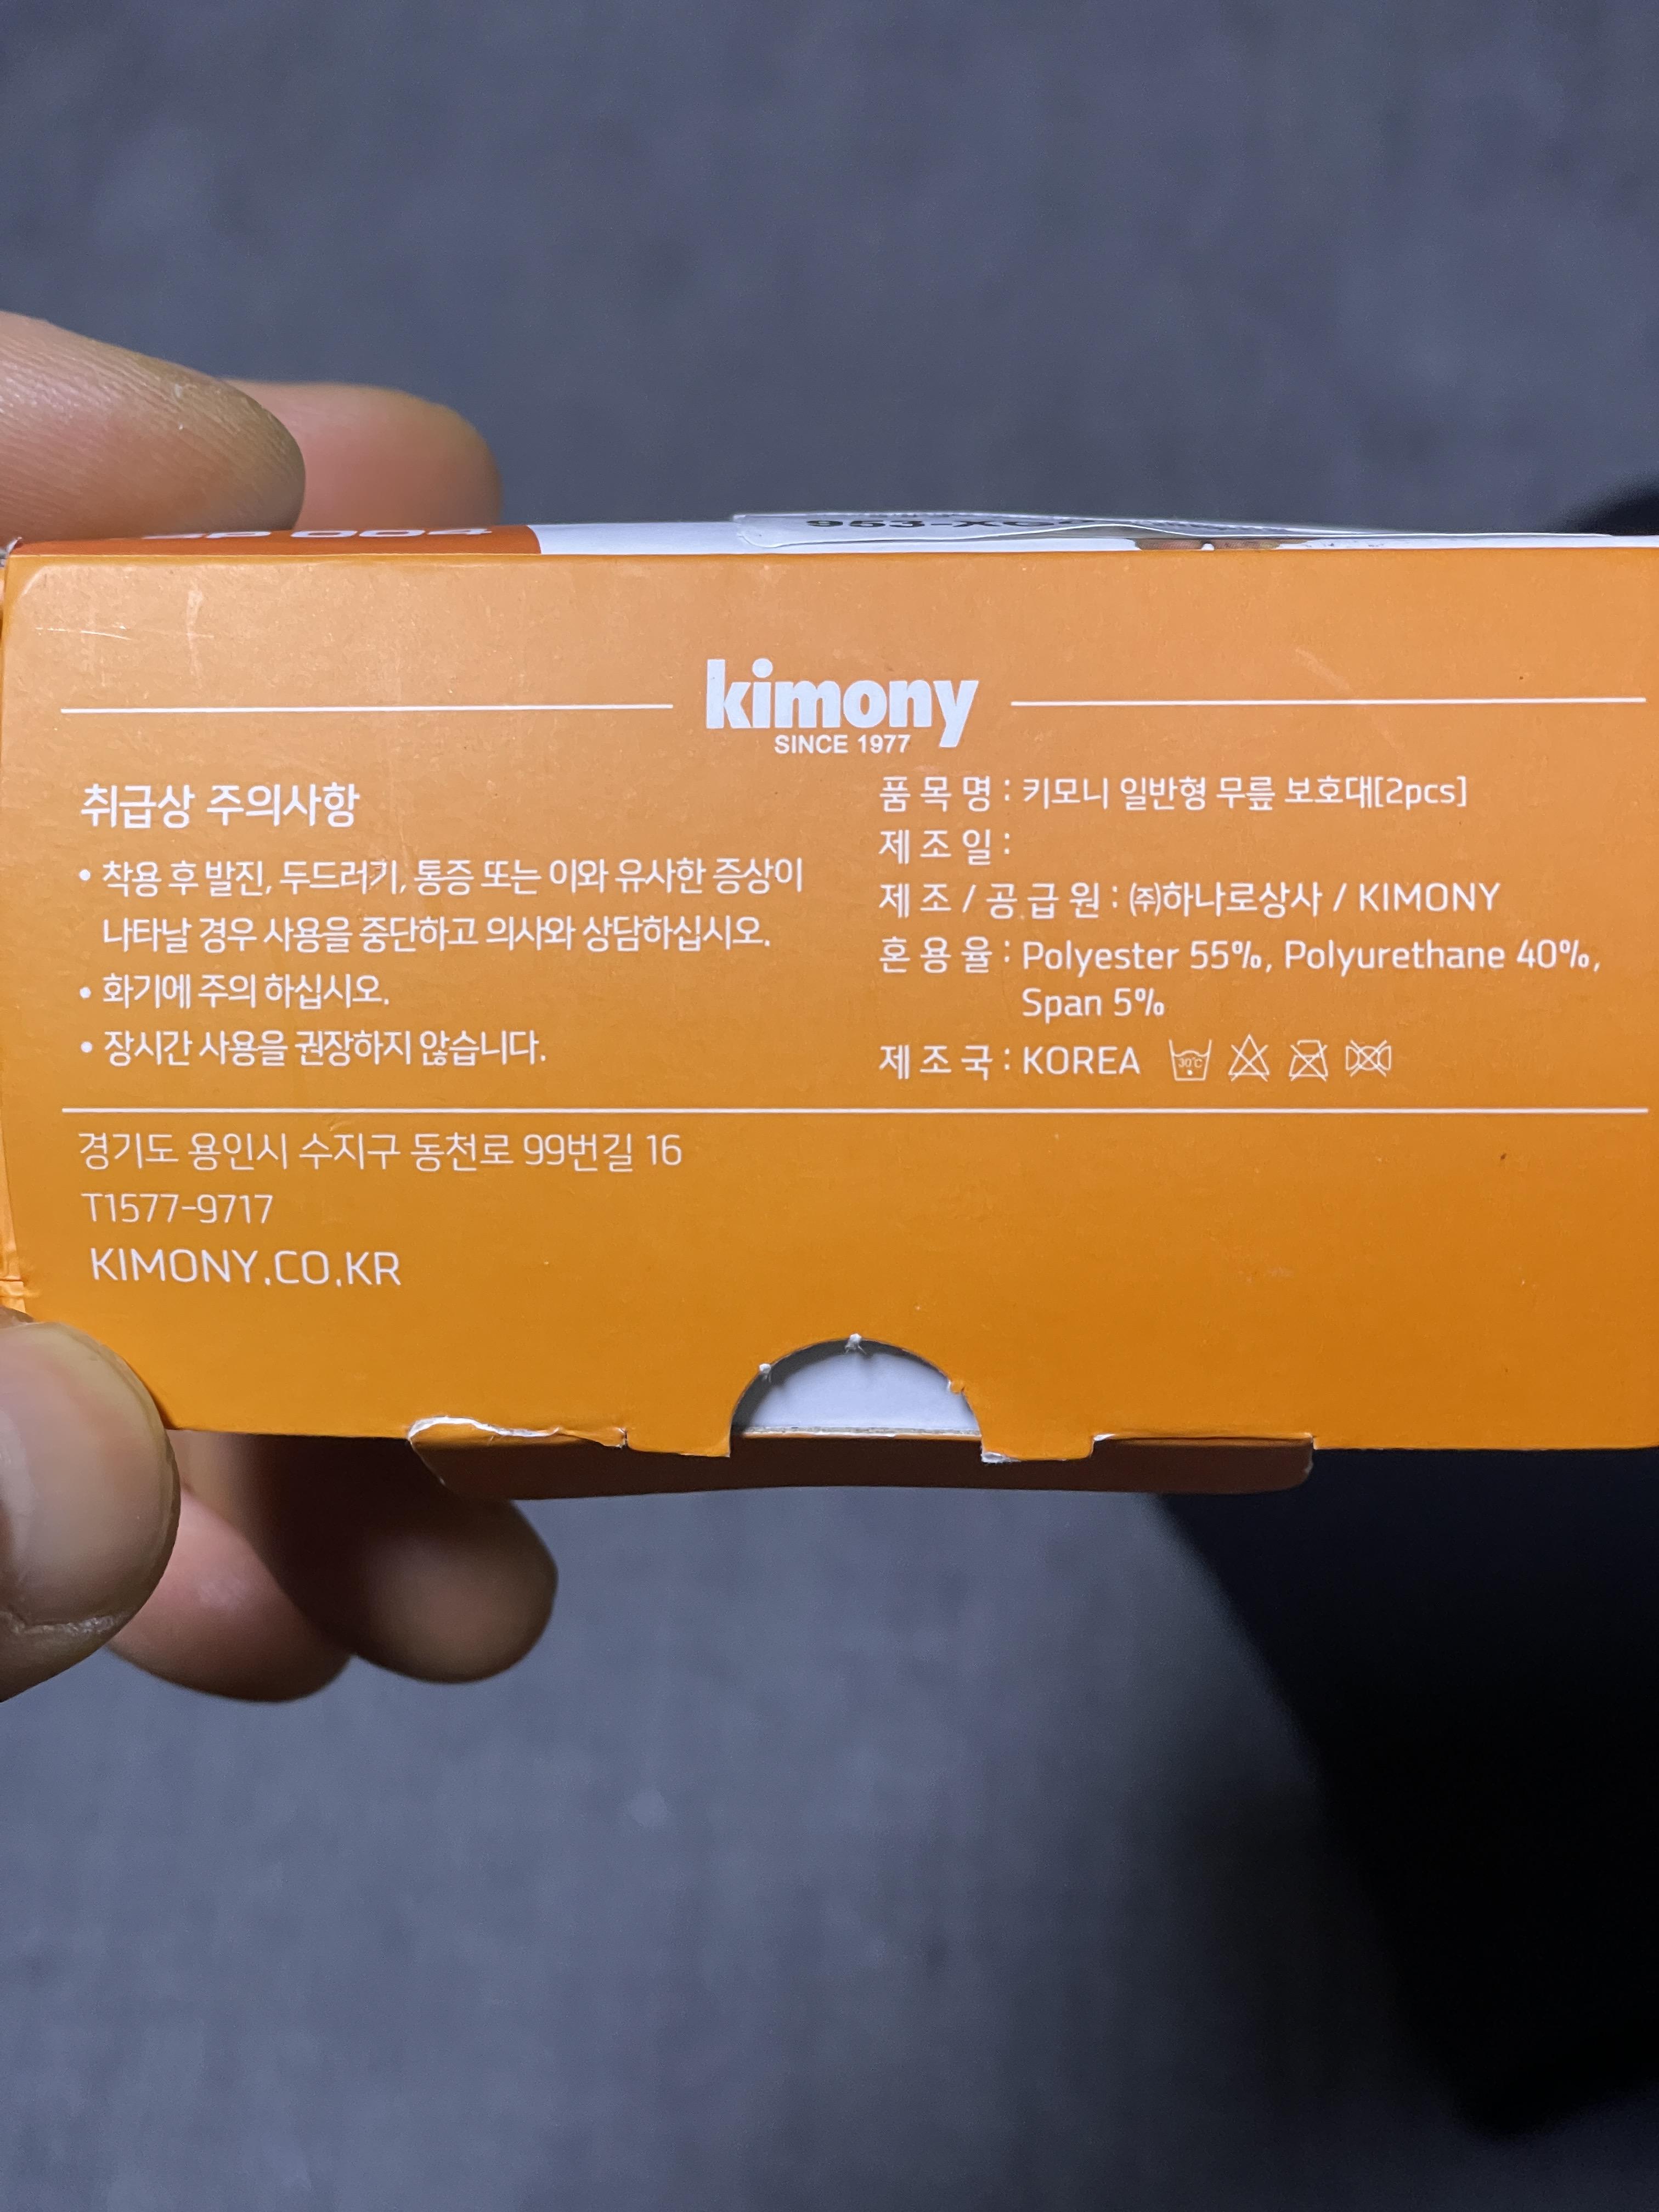 kimony
SINCE 1977
취급상 주의사항
• 착용 후 발진, 두드러기, 통증 또는 이와 유사한 증상이
나타날 경우 사용을 중단하고 의사와 상담하십시오.
• 화기에 주의 하십시오.
• 장시간 사용을 권장하지 않습니다.
품 목 명 : 키모니 일반형 무릎 보호대[2pcs]
제 조 일 :
제 조 / 공 급 원 : ㈜하나로상사 / KIMONY
혼 용 율 : Polyester 55%, Polyurethane 40%,
Span 5%
제 조 국 : KOREA
30℃
경기도 용인시 수지구 동천로 99번길 16
T1577-9717
KIMONY.CO.KR